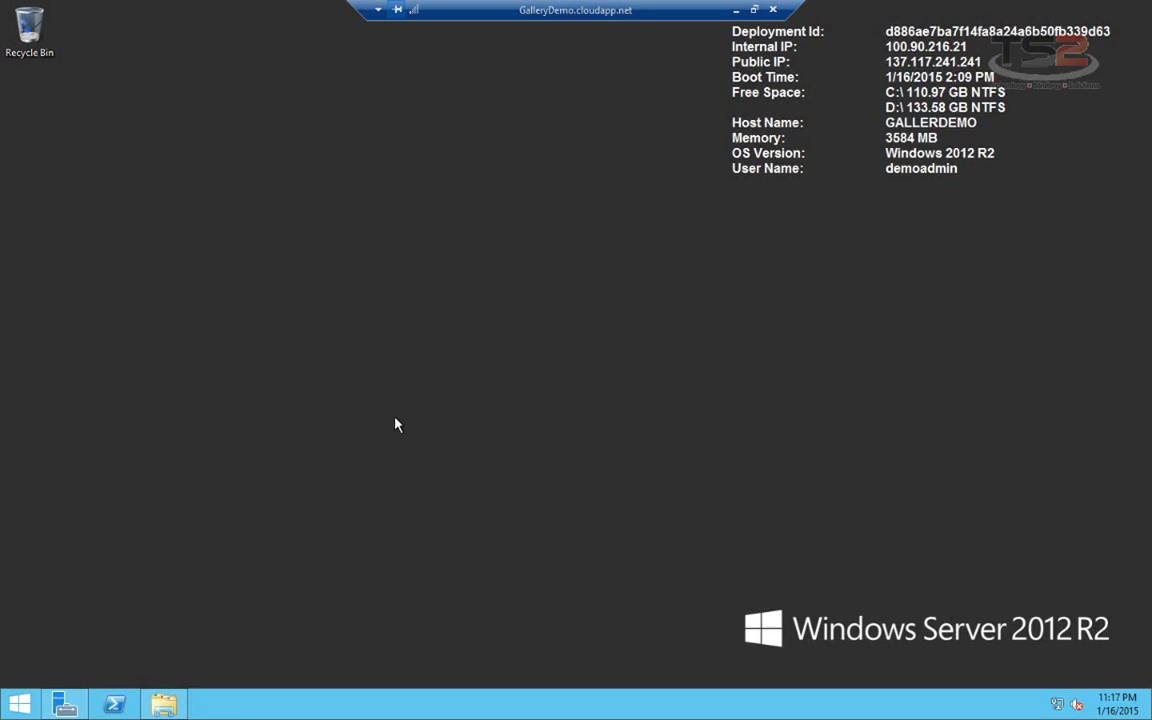 GalleryDemo.cloudapp.net
Recycle Bin
Deployment Id: d886ae7ba7f14fa8a24a6b50fb339d63
Internal IP: 100.90.216.21
Public IP: 137.117.241.241
Boot Time: 1/16/2015 2:09 PM
Free Space: C:\ 110.97 GB NTFS
D:\ 133.58 GB NTFS
Host Name: GALLERDEMO
Memory: 3584 MB
OS Version: Windows 2012 R2
User Name: demoadmin
TS2
Windows Server 2012 R2
11:17 PM
1/16/2015